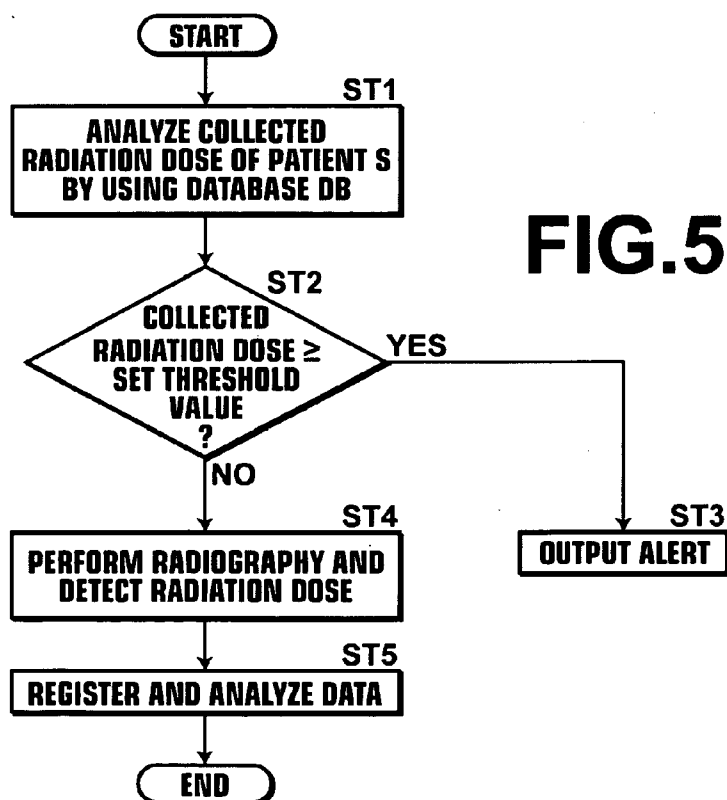 START
ST1
ANALYZE COLLECTED
RADIATION DOSE OF PATIENT S
BY USING DATABASE DB
FIG.5
ST2
COLLECTED
RADIATION DOSE ≥
SET THRESHOLD
VALUE
?
YES
NO
ST4
PERFORM RADIOGRAPHY AND
DETECT RADIATION DOSE
ST3
OUTPUT ALERT
ST5
REGISTER AND ANALYZE DATA
END